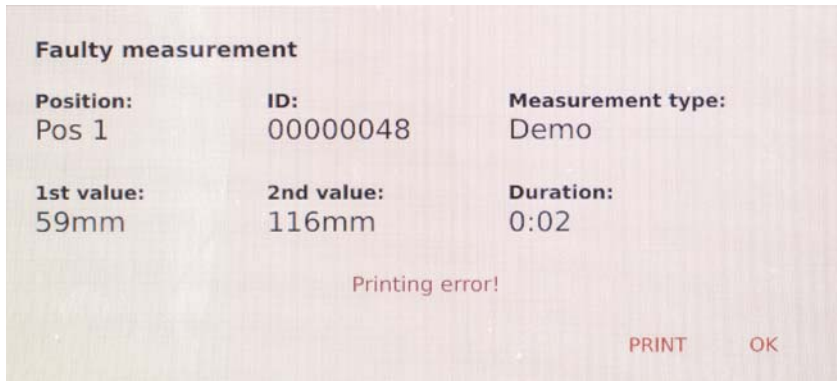 Faulty measurement
Position: ID: Measurement type:
Pos 1 00000048 Demo
1st value: 2nd value: Duration:
59mm 116mm 0:02
Printing error!
PRINT OK